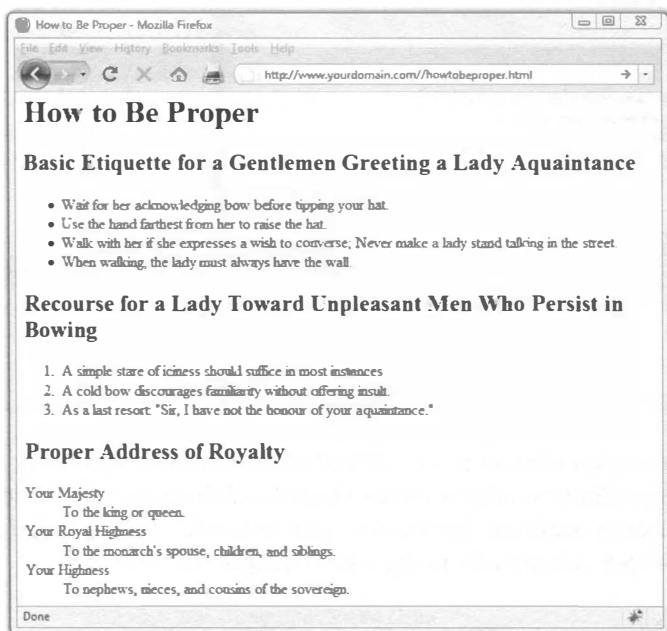 How to Be Proper - Mozilla Firefox
File Edit View History Bookmarks Tools Help
http://www.yourdomain.com//howtobeproper.html
How to Be Proper
Basic Etiquette for a Gentlemen Greeting a Lady Aquaintance
• Wait for her acknowledging bow before tipping your hat.
• Use the hand farthest from her to raise the hat.
• Walk with her if she expresses a wish to converse; Never make a lady stand talking in the street.
• When walking, the lady must always have the wall.
Recourse for a Lady Toward Unpleasant Men Who Persist in
Bowing
1. A simple stare of iciness should suffice in most instances
2. A cold bow discourages familiarity without offering insult.
3. As a last resort: "Sir, I have not the honour of your aquaintance."
Proper Address of Royalty
Your Majesty
To the king or queen.
Your Royal Highness
To the monarch's spouse, children, and siblings.
Your Highness
To nephews, nieces, and cousins of the sovereign.
Done